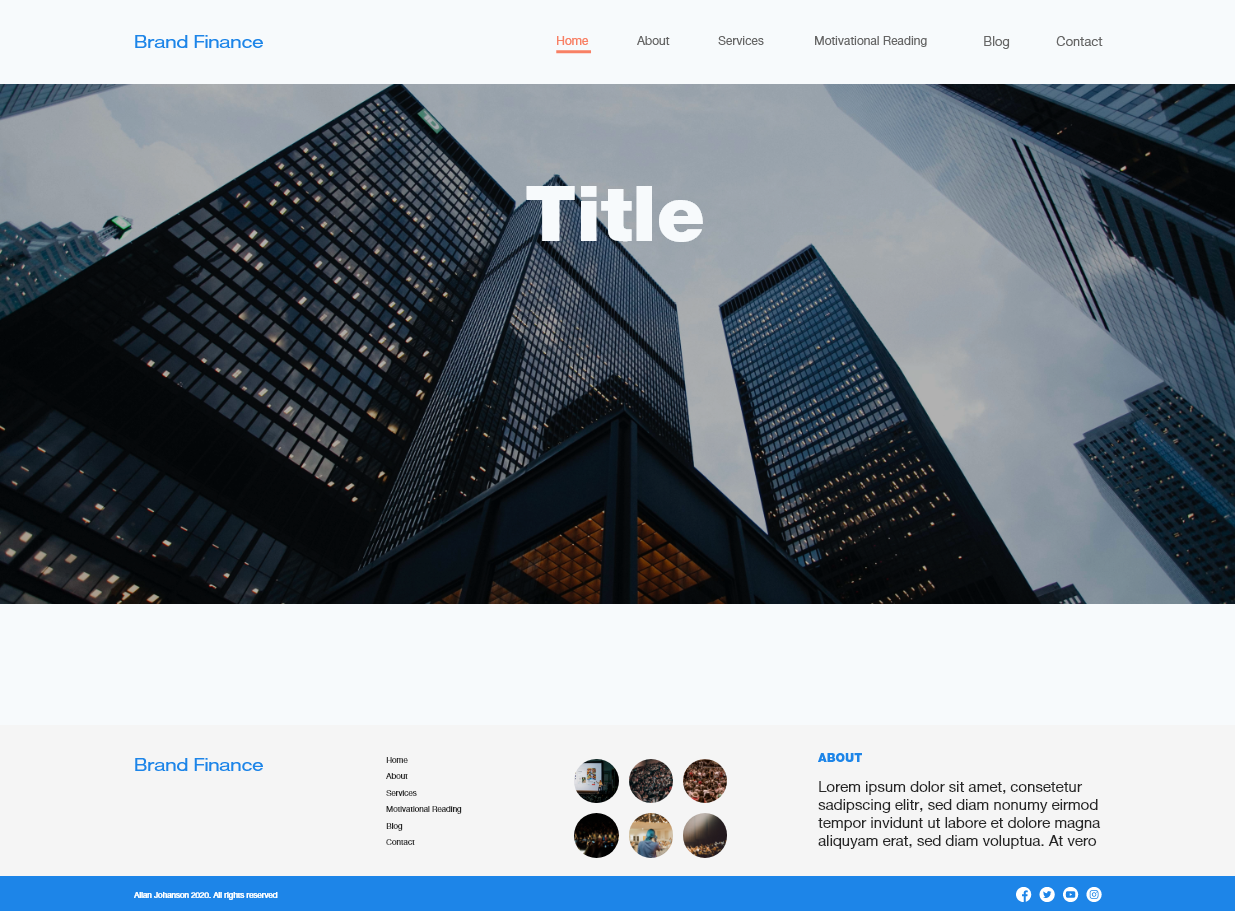 Brand Finance
Home
About
Services
Motivational Reading
Blog
Contact
Title
Brand Finance
Home
About
Services
Motivational Reading
Blog
Contact
ABOUT
Lorem ipsum dolor sit amet, consetetur
sadipscing elitr, sed diam nonumy eirmod
tempor invidunt ut labore et dolore magna
aliquyam erat, sed diam voluptua. At vero
Allan Johanson 2020. All rights reserved